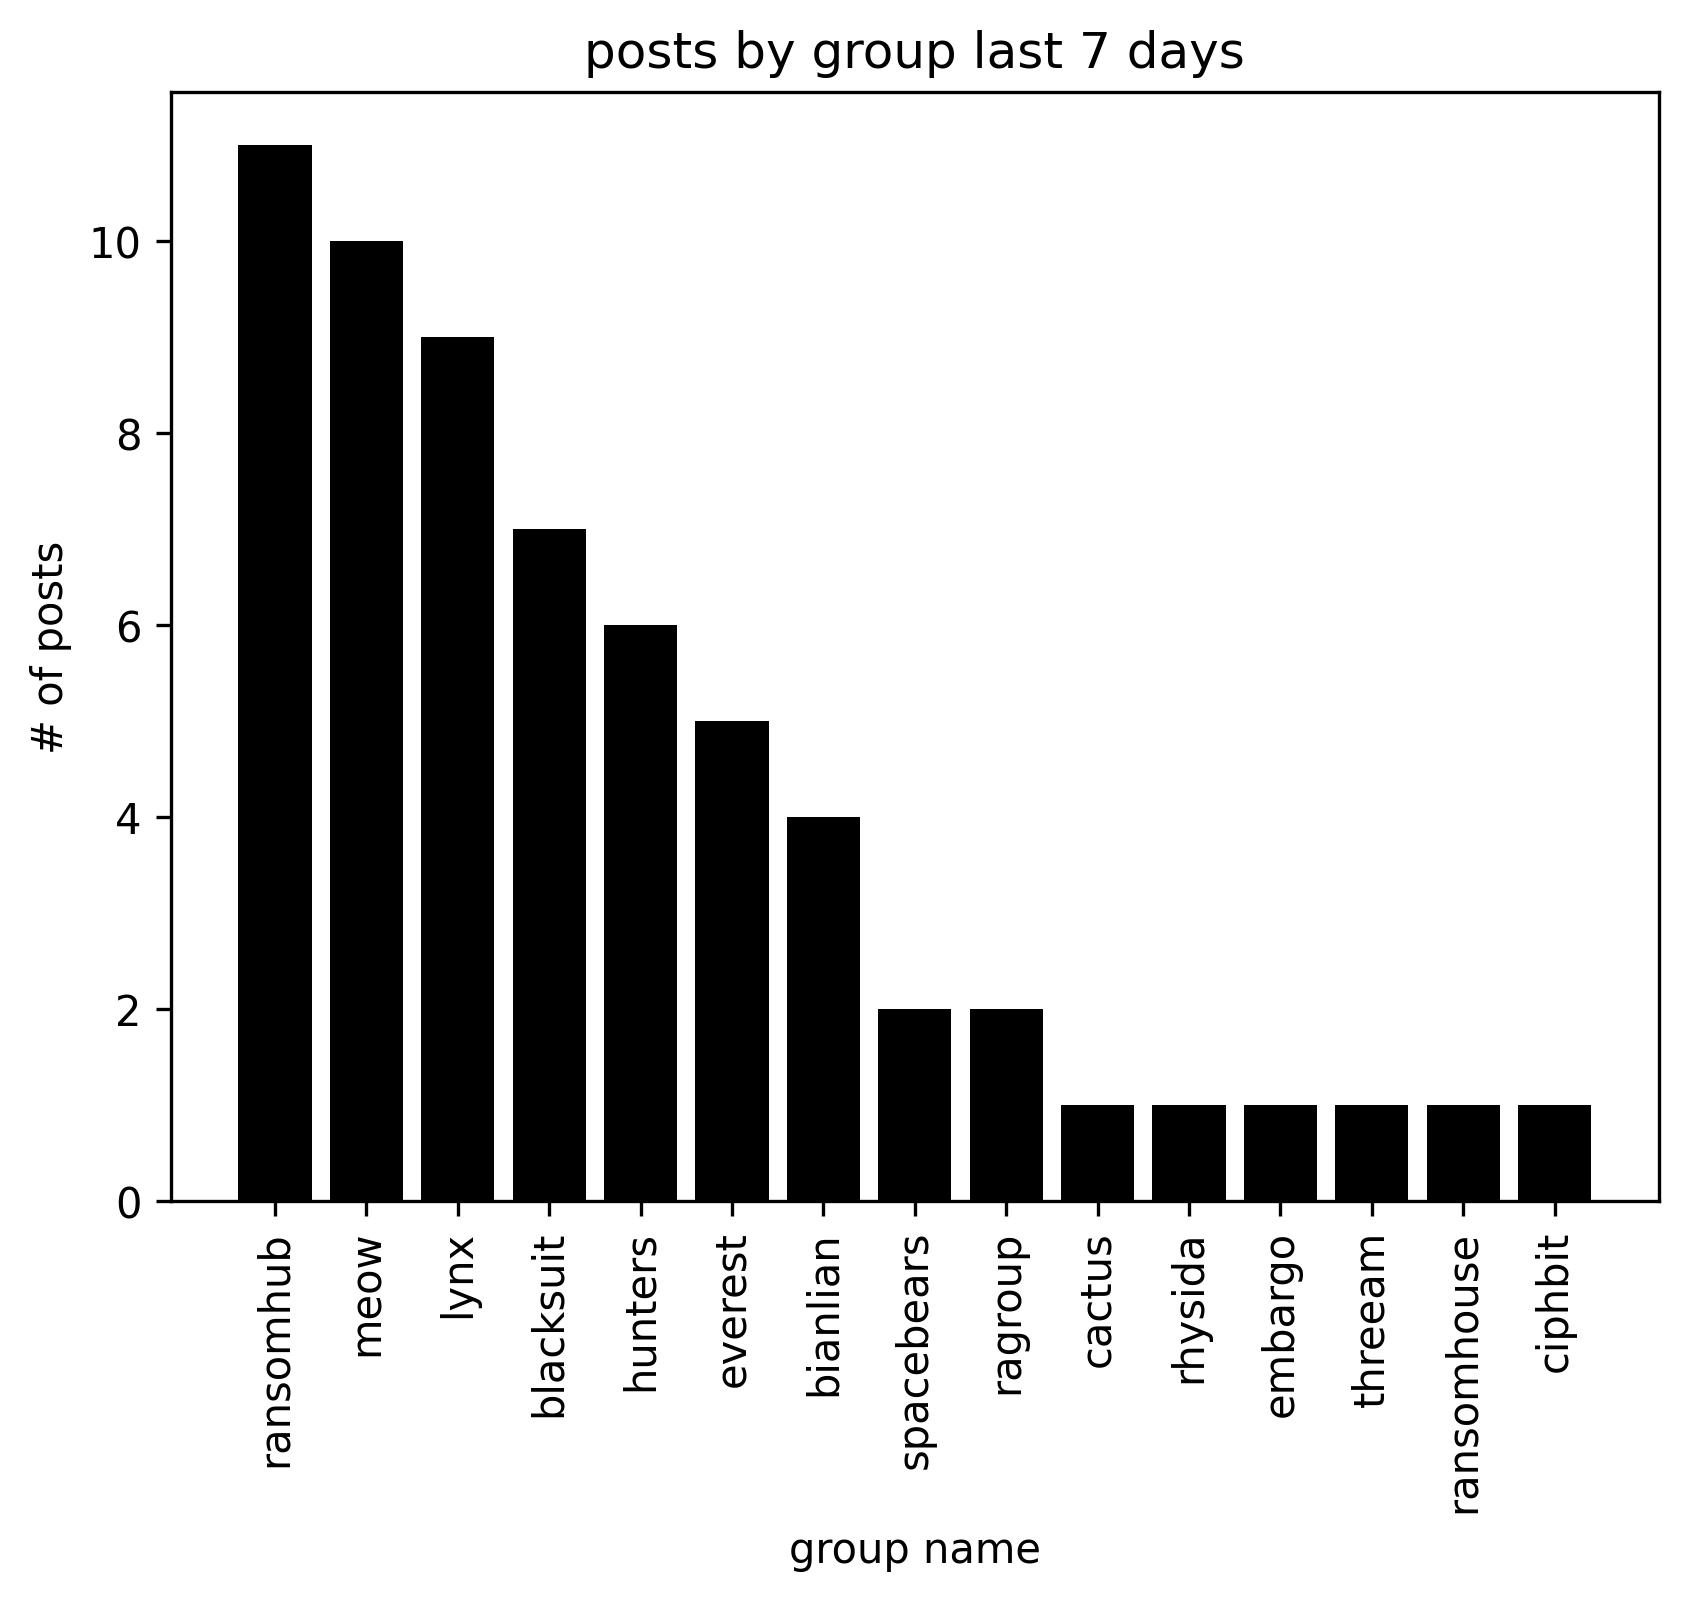 posts by group last 7 days
# of posts
10
8
6
4
2
0
ransomhub
meow
lynx
blacksuit
hunters
everest
bianlian
spacebears
ragroup
cactus
rhysida
embargo
threeam
ransomhouse
ciphbit
group name